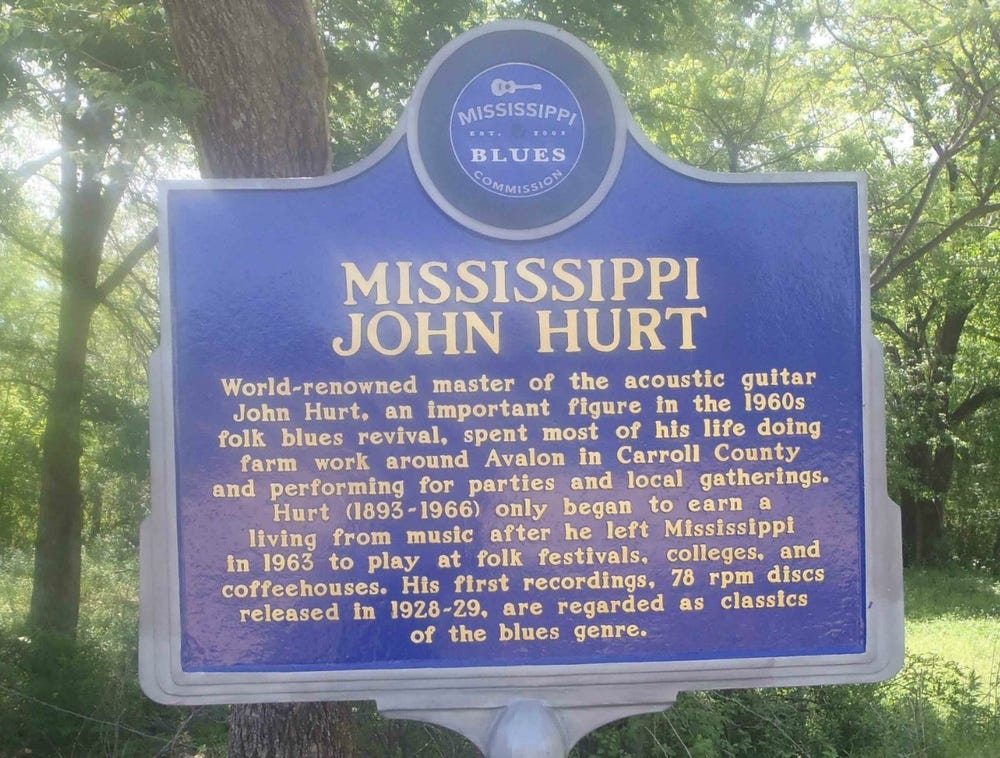 MISSISSIPPI
EST. 2003
BLUES
COMMISSION
MISSISSIPPI
JOHN HURT
World-renowned master of the acoustic guitar
John Hurt, an important figure in the 1960s
folk blues revival, spent most of his life doing
farm work around Avalon in Carroll County
and performing for parties and local gatherings.
Hurt (1893-1966) only began to earn a
living from music after he left Mississippi
in 1963 to play at folk festivals, colleges, and
coffeehouses. His first recordings, 78 rpm discs
released in 1928-29, are regarded as classics
of the blues genre.